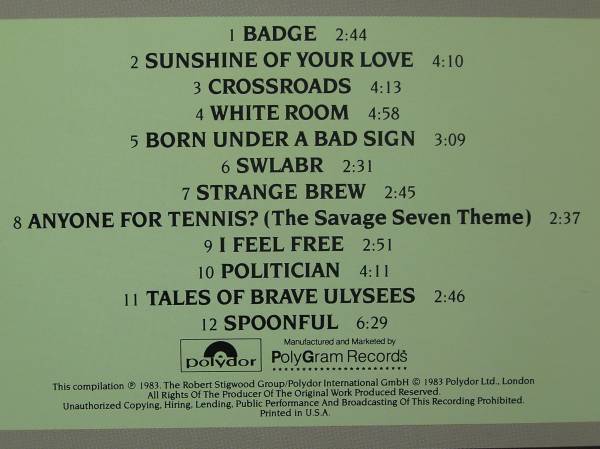 1 BADGE 2:44
2 SUNSHINE OF YOUR LOVE 4:10
3 CROSSROADS 4:13
4 WHITE ROOM 4:58
5 BORN UNDER A BAD SIGN 3:09
6 SWLABR 2:31
7 STRANGE BREW 2:45
8 ANYONE FOR TENNIS? (The Savage Seven Theme) 2:37
9 I FEEL FREE 2:51
10 POLITICIAN 4:11
11 TALES OF BRAVE ULYSEES 2:46
12 SPOONFUL 6:29
polydor
Manufactured and Marketed by
PolyGram Records
This compilation ℗ 1983. The Robert Stigwood Group/Polydor International GmbH © 1983 Polydor Ltd., London
All Rights Of The Producer Of The Original Work Produced Reserved.
Unauthorized Copying, Hiring, Lending, Public Performance And Broadcasting Of This Recording Prohibited.
Printed in U.S.A.